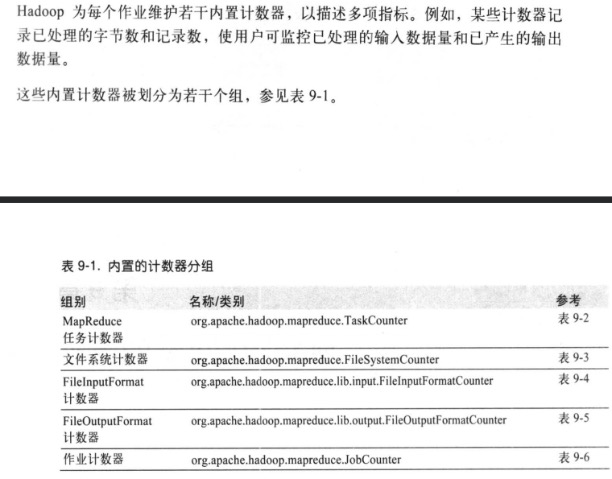 Hadoop 为每个作业维护若干内置计数器，以描述多项指标。例如，某些计数器记
录已处理的字节数和记录数，使用户可监控已处理的输入数据量和已产生的输出
数据量。
这些内置计数器被划分为若干个组，参见表 9-1。
表 9-1. 内置的计数器分组
组别 名称/类别 参考
MapReduce org.apache.hadoop.mapreduce.TaskCounter 表 9-2
任务计数器
文件系统计数器 org.apache.hadoop.mapreduce.FileSystemCounter 表 9-3
FileInputFormat org.apache.hadoop.mapreduce.lib.input.FileInputFormatCounter 表 9-4
计数器
FileOutputFormat org.apache.hadoop.mapreduce.lib.output.FileOutputFormatCounter 表 9-5
计数器
作业计数器 org.apache.hadoop.mapreduce.JobCounter 表 9-6